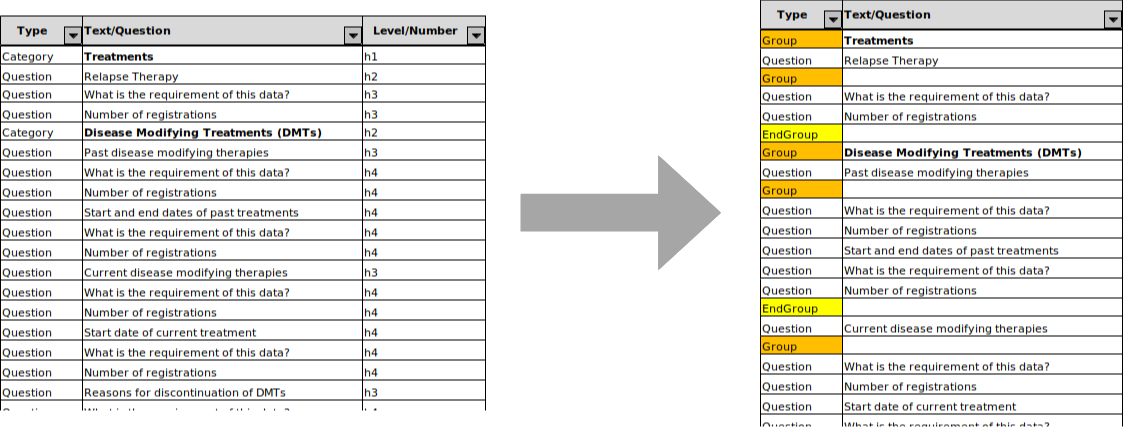 Type Text/Question Level/Number
Category Treatments h1
Question Relapse Therapy h2
Question What is the requirement of this data? h3
Question Number of registrations h3
Category Disease Modifying Treatments (DMTs) h2
Question Past disease modifying therapies h3
Question What is the requirement of this data? h4
Question Number of registrations h4
Question Start and end dates of past treatments h4
Question What is the requirement of this data? h4
Question Number of registrations h4
Question Current disease modifying therapies h3
Question What is the requirement of this data? h4
Question Number of registrations h4
Question Start date of current treatment h4
Question What is the requirement of this data? h4
Question Number of registrations h4
Question Reasons for discontinuation of DMTs h3
Type Text/Question
Group Treatments
Question Relapse Therapy
Group
Question What is the requirement of this data?
Question Number of registrations
EndGroup
Group Disease Modifying Treatments (DMTs)
Question Past disease modifying therapies
Group
Question What is the requirement of this data?
Question Number of registrations
Question Start and end dates of past treatments
Question What is the requirement of this data?
Question Number of registrations
EndGroup
Question Current disease modifying therapies
Group
Question What is the requirement of this data?
Question Number of registrations
Question Start date of current treatment
Question What is the requirement of this data?